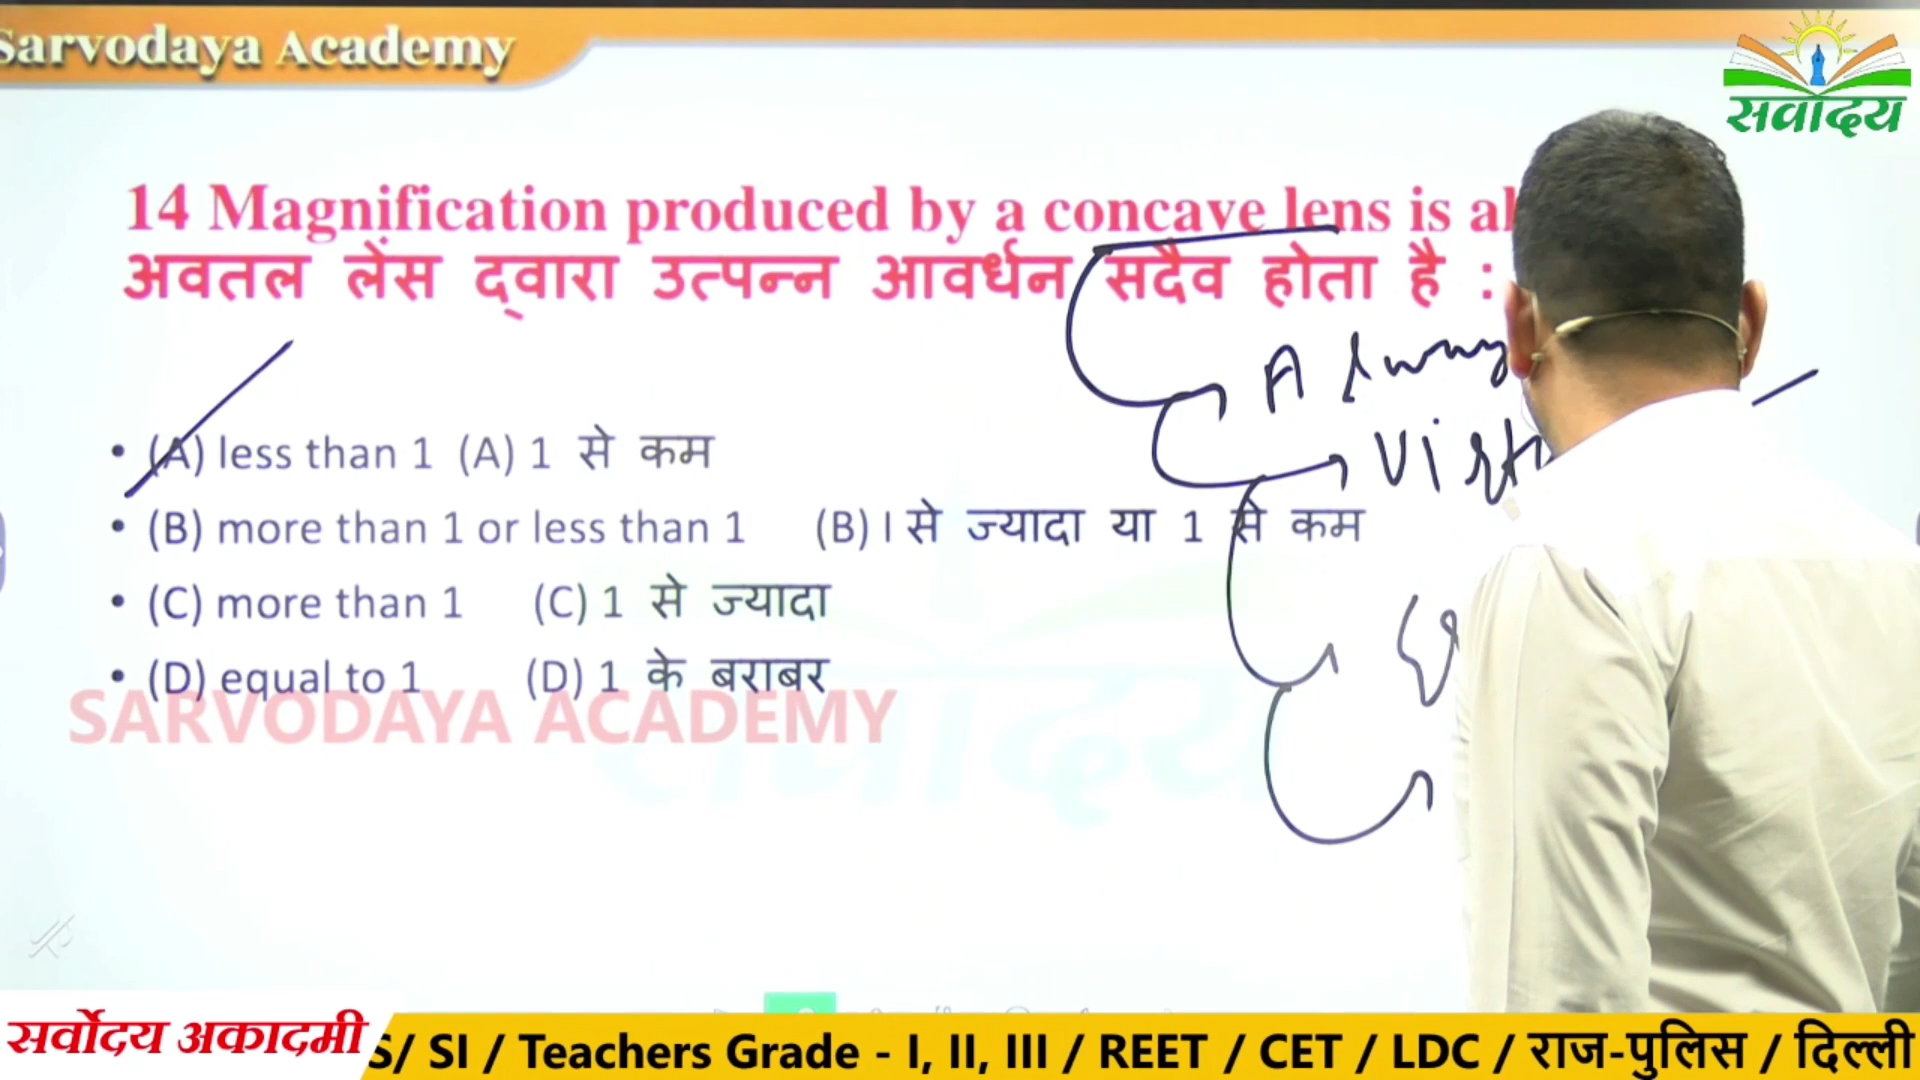 Sarvodaya Academy
सर्वोदय
14 Magnification produced by a concave lens is al
अवतल लेंस द्वारा उत्पन्न आवर्धन सदैव होता है :
Always
• (A) less than 1 (A) 1 से कम
• (B) more than 1 or less than 1 (B) I से ज्यादा या 1 से कम
• (C) more than 1 (C) 1 से ज्यादा
• (D) equal to 1 (D) 1 के बराबर
SARVODAYA ACADEMY
सर्वोदय अकादमी S/ SI / Teachers Grade - I, II, III / REET / CET / LDC / राज-पुलिस / दिल्ली